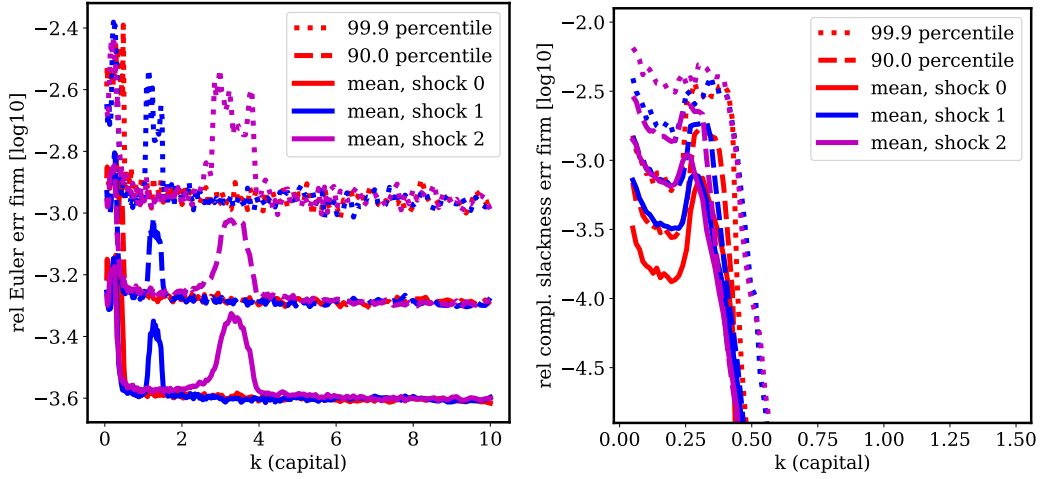 rel Euler err firm [log10]
−2.4
−2.6
−2.8
−3.0
−3.2
−3.4
−3.6
0
2
4
6
8
10
k (capital)
99.9 percentile
90.0 percentile
mean, shock 0
mean, shock 1
mean, shock 2
rel compl. slackness err firm [log10]
−2.0
−2.5
−3.0
−3.5
−4.0
−4.5
0.00
0.25
0.50
0.75
1.00
1.25
1.50
k (capital)
99.9 percentile
90.0 percentile
mean, shock 0
mean, shock 1
mean, shock 2